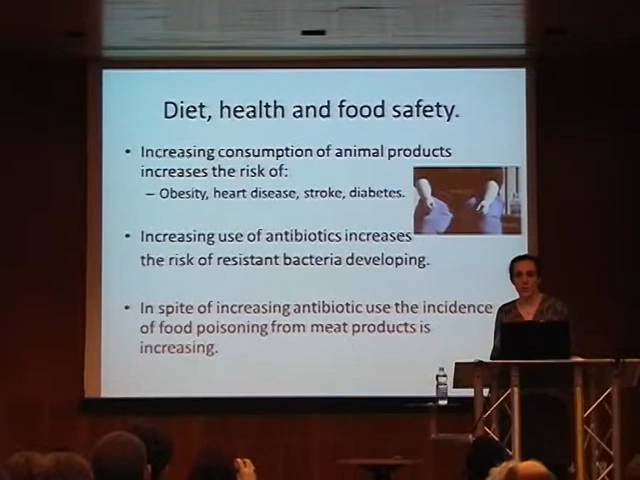 Diet, health and food safety.
• Increasing consumption of animal products
increases the risk of:
– Obesity, heart disease, stroke, diabetes.
• Increasing use of antibiotics increases
the risk of resistant bacteria developing.
• In spite of increasing antibiotic use the incidence
of food poisoning from meat products is
increasing.